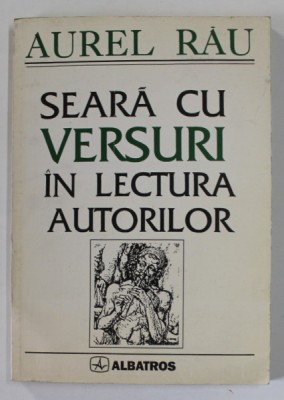 AUREL RĂU
SEARĂ CU
VERSURI
ÎN LECTURA
AUTORILOR
ALBATROS